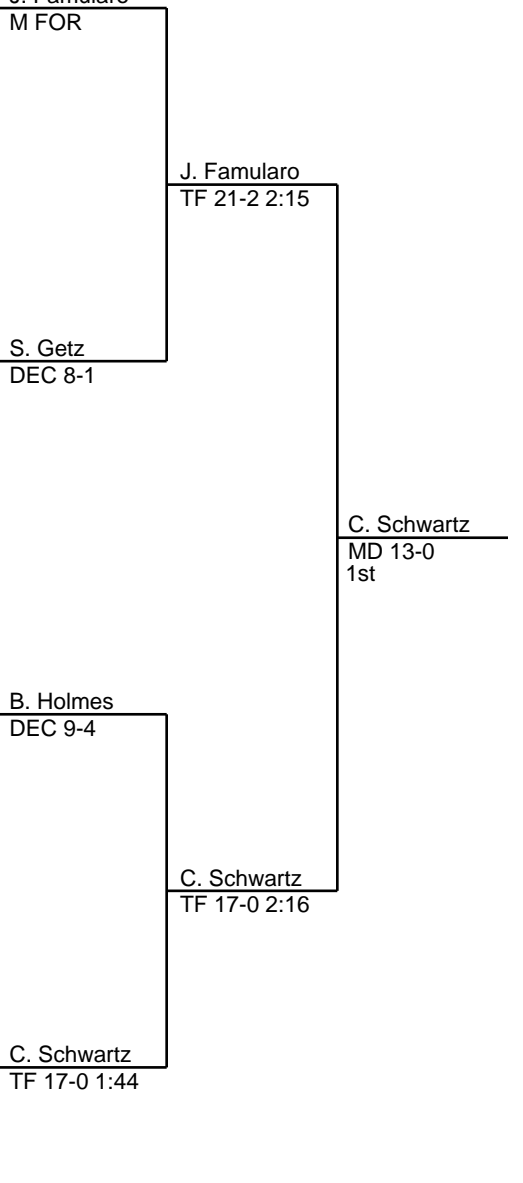 J. Famularo
M FOR
J. Famularo
TF 21-2 2:15
S. Getz
DEC 8-1
C. Schwartz
MD 13-0
1st
B. Holmes
DEC 9-4
C. Schwartz
TF 17-0 2:16
C. Schwartz
TF 17-0 1:44